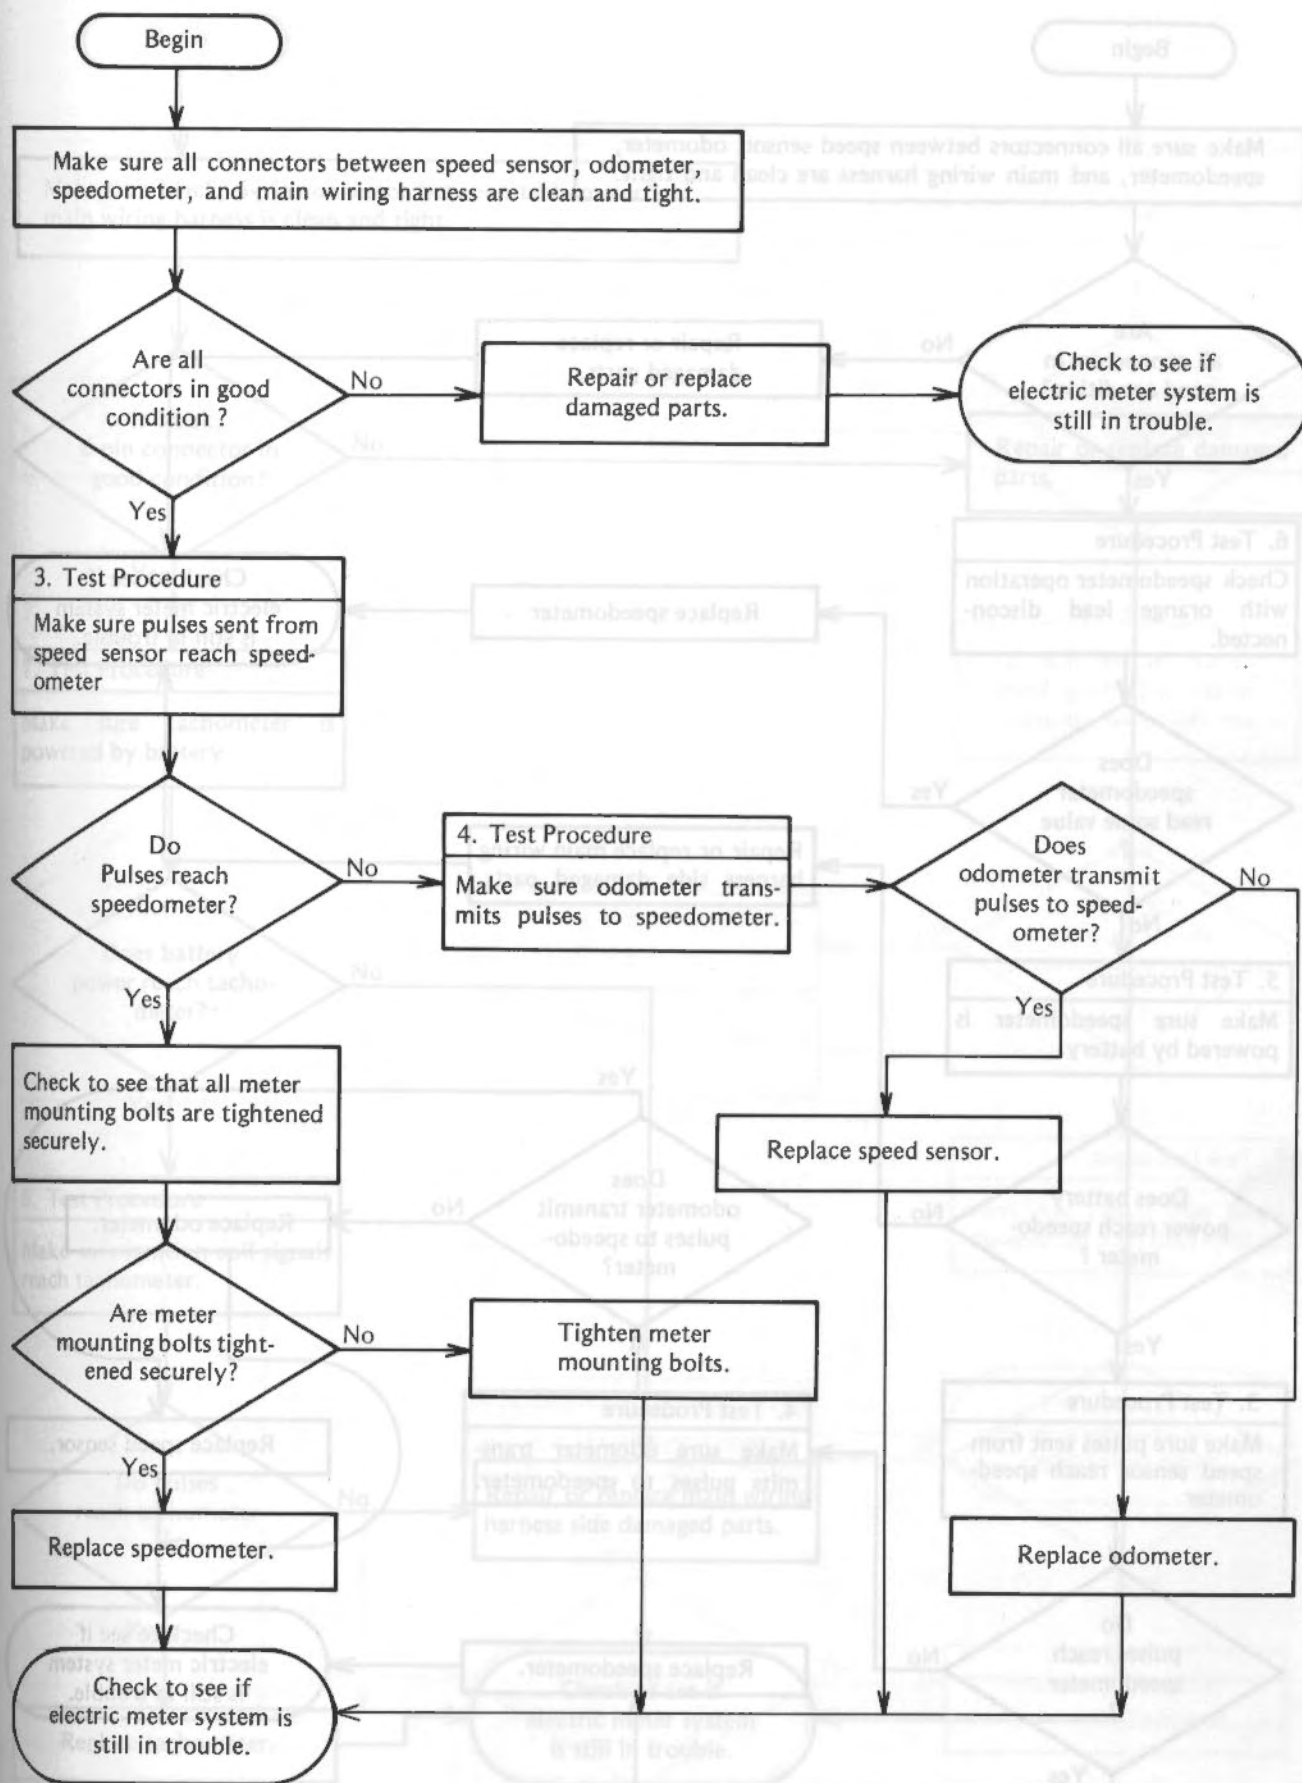 Begin
Make sure all connectors between speed sensor, odometer,
speedometer, and main wiring harness are clean and tight.
Are all
connectors in good
condition ?
No
Repair or replace
damaged parts.
Check to see if
electric meter system is
still in trouble.
Yes
3. Test Procedure
Make sure pulses sent from
speed sensor reach speed-
ometer
Do
Pulses reach
speedometer?
No
4. Test Procedure
Make sure odometer trans-
mits pulses to speedometer.
Does
odometer transmit
pulses to speed-
ometer?
No
Yes
Yes
Check to see that all meter
mounting bolts are tightened
securely.
Replace speed sensor.
Are meter
mounting bolts tight-
ened securely?
No
Tighten meter
mounting bolts.
Yes
Replace speedometer.
Replace odometer.
Check to see if
electric meter system is
still in trouble.